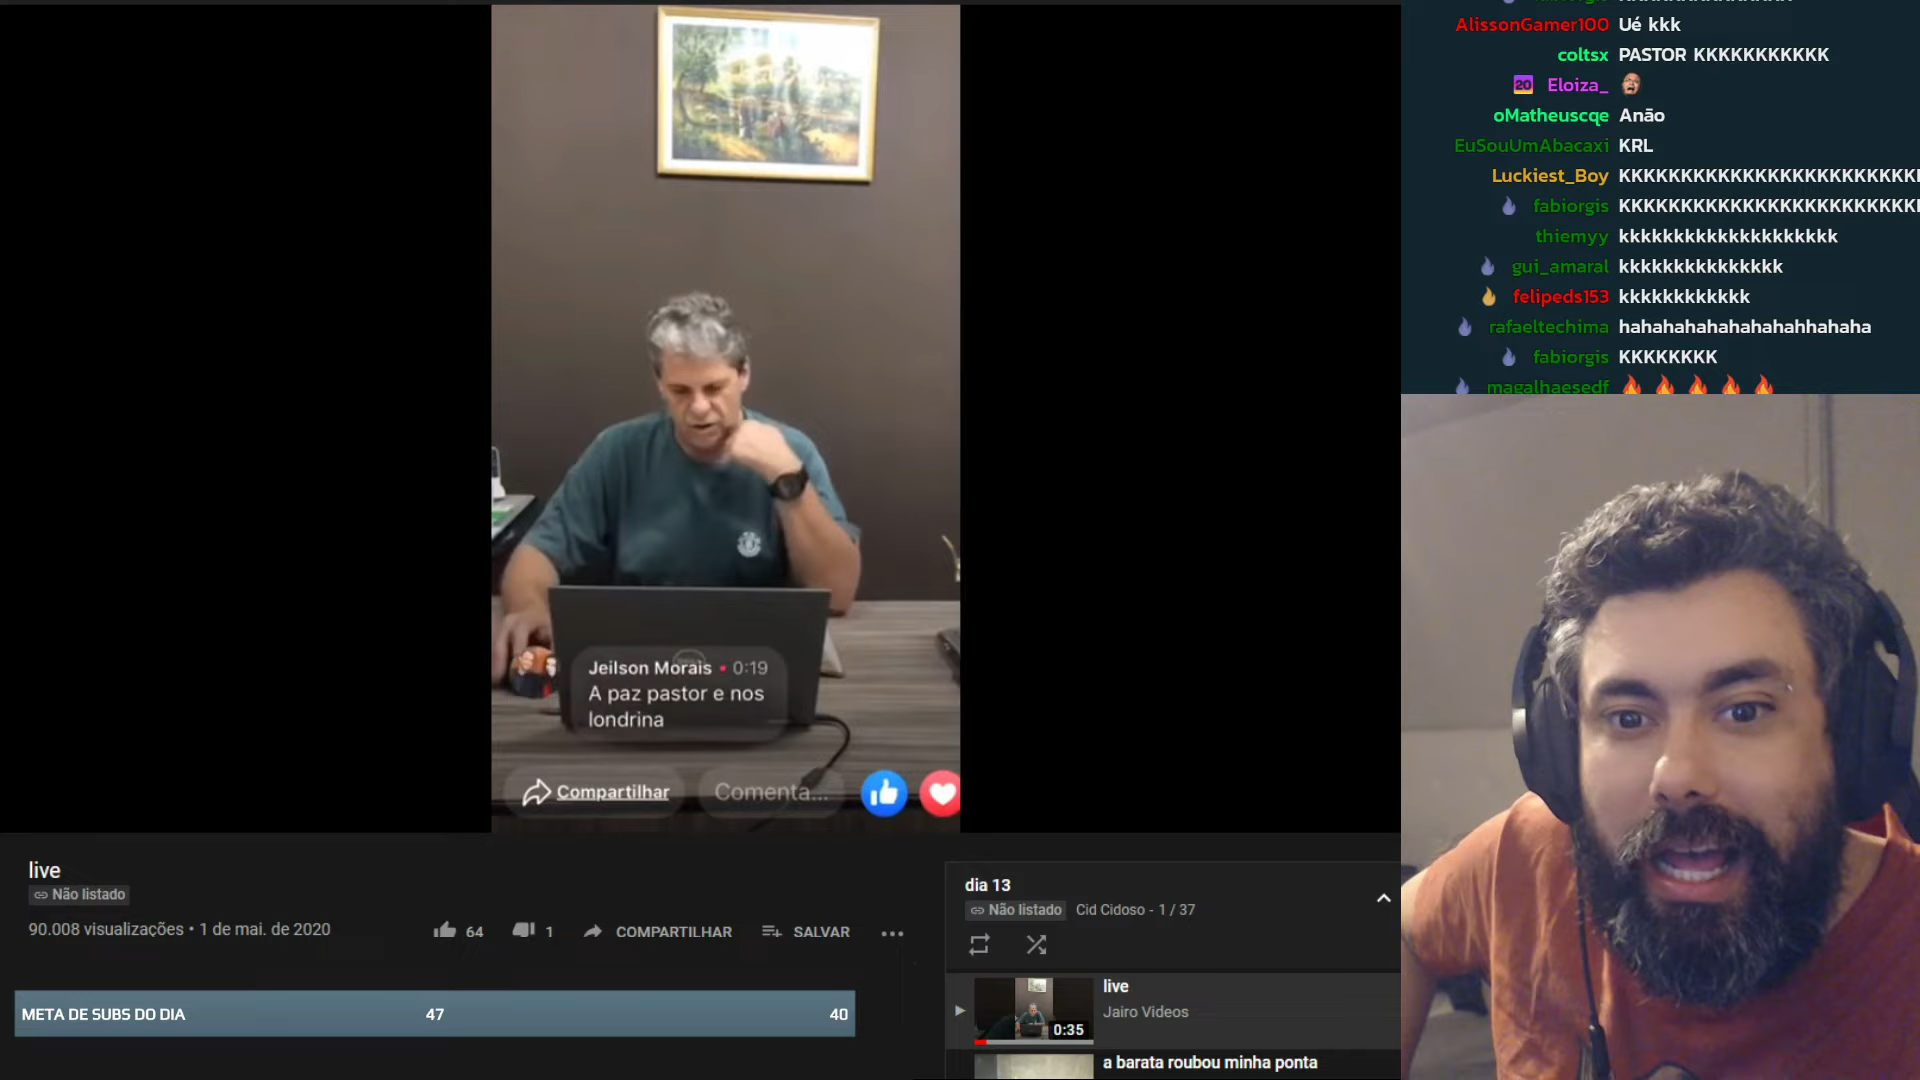 AlissonGamer100 Ué kkk
coltsx PASTOR KKKKKKKKKKK
20 Eloiza_
oMatheuscqe Anão
EuSouUmAbacaxi KRL
Luckiest_Boy KKKKKKKKKKKKKKKKKKKKKKKK
fabiorgis KKKKKKKKKKKKKKKKKKKKKKKK
thiemyy kkkkkkkkkkkkkkkkkkkk
gui_amaral kkkkkkkkkkkkkkk
felipeds153 kkkkkkkkkkkk
rafaeltechima hahahahahahahahhahaha
fabiorgis KKKKKKKK
magalhaesedf
Jeilson Morais • 0:19
A paz pastor e nos
londrina
Compartilhar Comenta...
live
Não listado
90.008 visualizações • 1 de mai. de 2020
64 1 COMPARTILHAR SALVAR
META DE SUBS DO DIA 47 40
dia 13
Não listado Cid Cidoso - 1 / 37
live
Jairo Videos
0:35
a barata roubou minha ponta